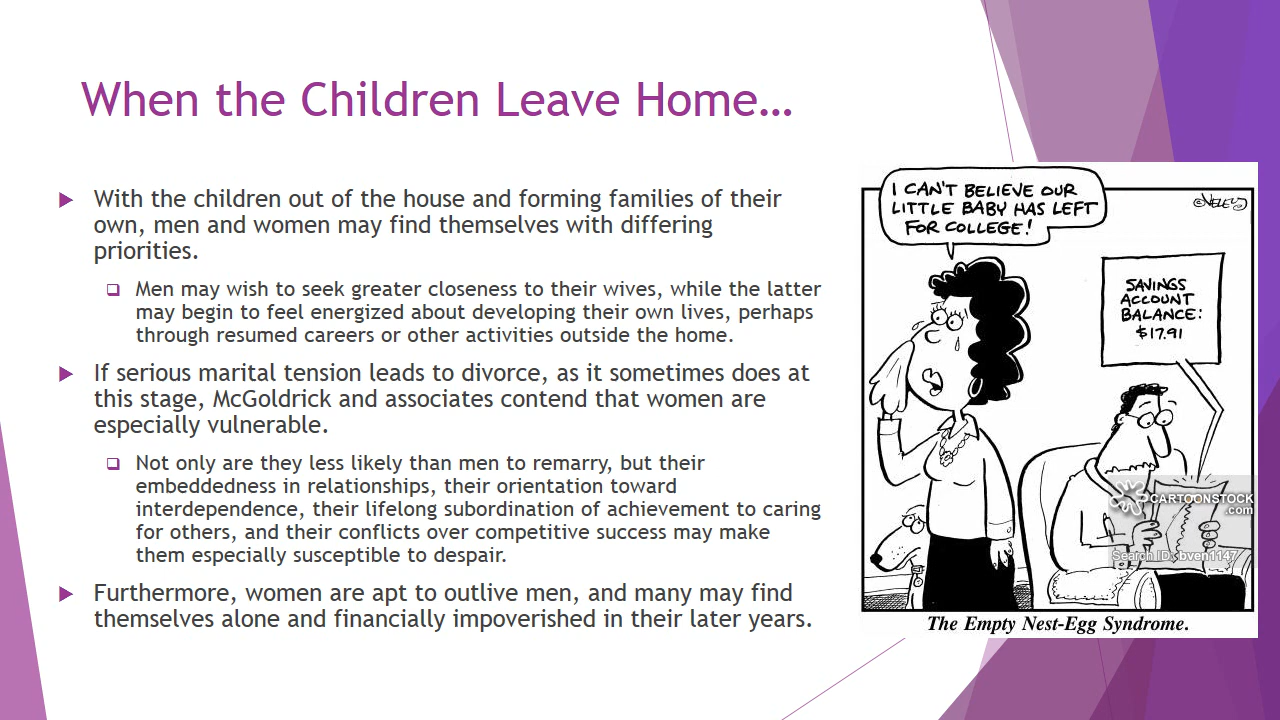 When the Children Leave Home…
With the children out of the house and forming families of their
own, men and women may find themselves with differing
priorities.
Men may wish to seek greater closeness to their wives, while the latter
may begin to feel energized about developing their own lives, perhaps
through resumed careers or other activities outside the home.
If serious marital tension leads to divorce, as it sometimes does at
this stage, McGoldrick and associates contend that women are
especially vulnerable.
Not only are they less likely than men to remarry, but their
embeddedness in relationships, their orientation toward
interdependence, their lifelong subordination of achievement to caring
for others, and their conflicts over competitive success may make
them especially susceptible to despair.
Furthermore, women are apt to outlive men, and many may find
themselves alone and financially impoverished in their later years.
I CAN'T BELIEVE OUR
LITTLE BABY HAS LEFT
FOR COLLEGE!
SAVINGS
ACCOUNT
BALANCE:
$17.91
CARTOONSTOCK
.com
Search ID: bven1147
The Empty Nest-Egg Syndrome.